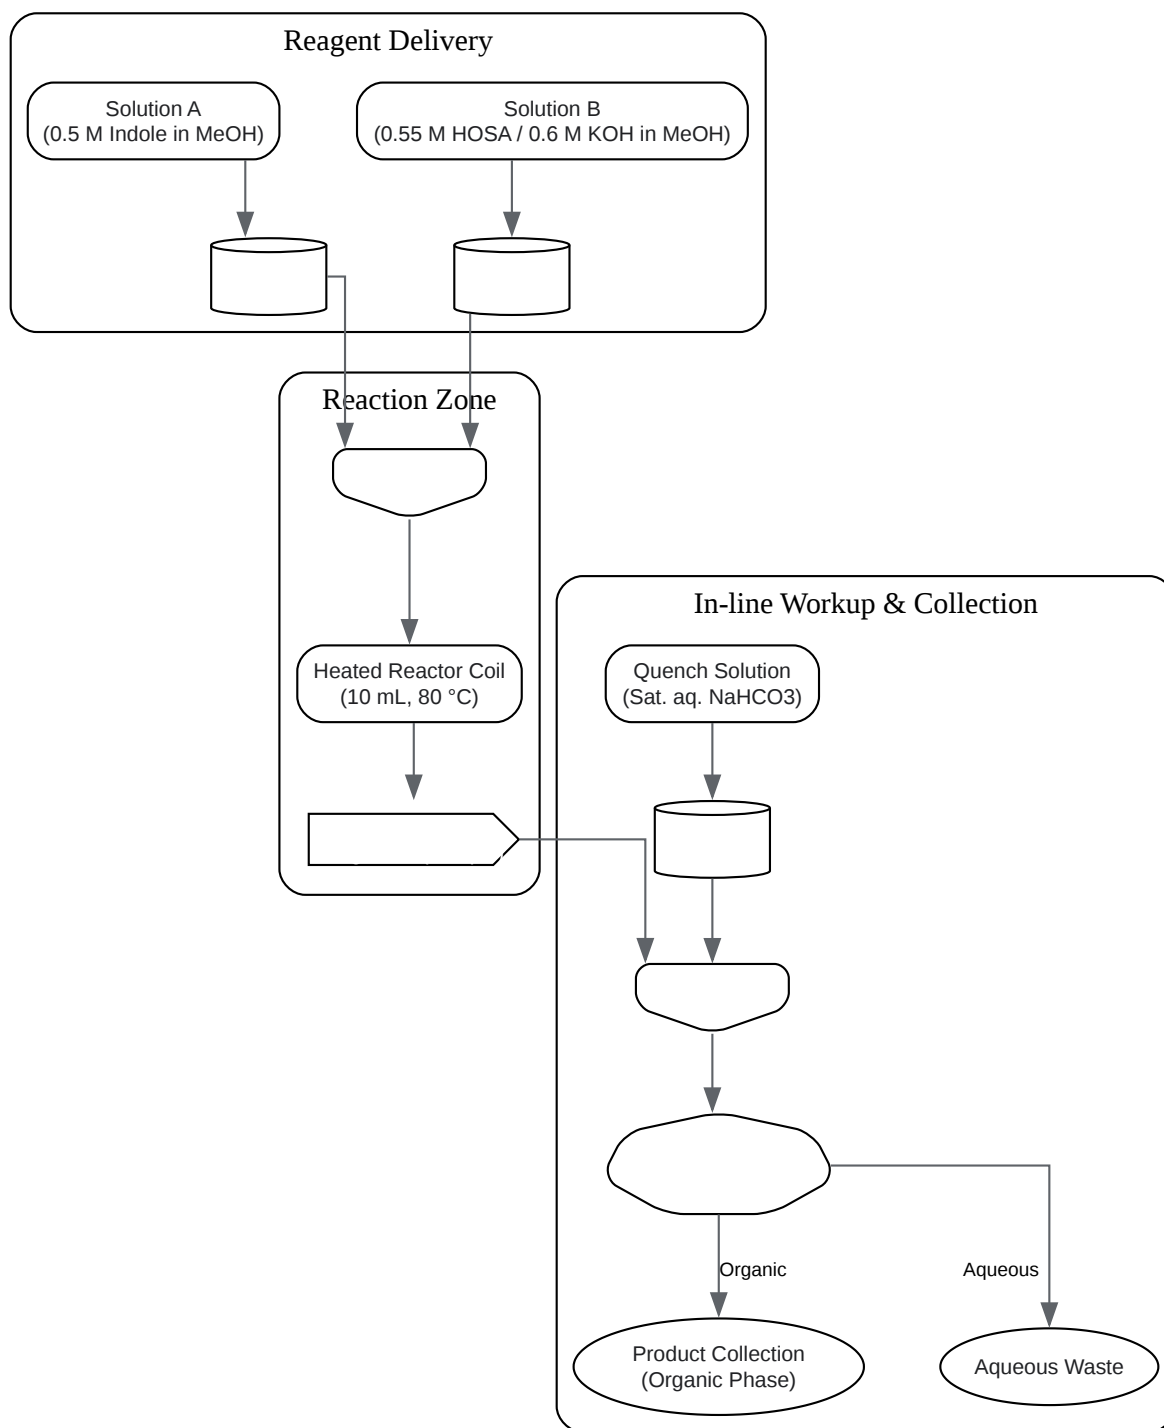 Reagent Delivery
Solution A
(0.5 M Indole in MeOH)
Solution B
(0.55 M HOSA / 0.6 M KOH in MeOH)
Reaction Zone
In-line Workup & Collection
Heated Reactor Coil
(10 mL, 80 °C)
Quench Solution
(Sat. aq. NaHCO3)
Organic
Aqueous
Product Collection
(Organic Phase)
Aqueous Waste